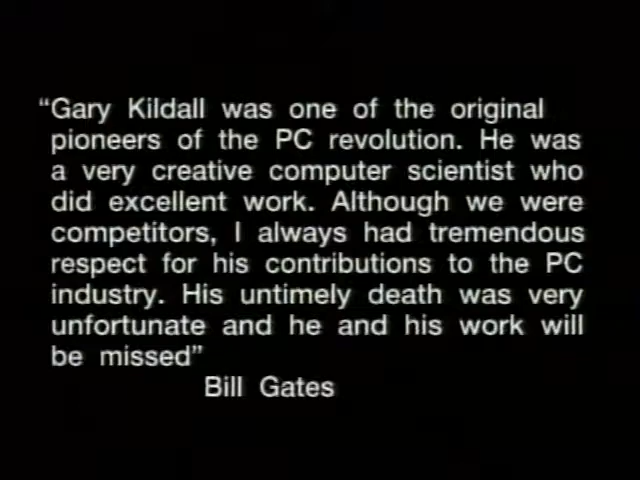 “Gary Kildall was one of the original
pioneers of the PC revolution. He was
a very creative computer scientist who
did excellent work. Although we were
competitors, I always had tremendous
respect for his contributions to the PC
industry. His untimely death was very
unfortunate and he and his work will
be missed”
Bill Gates